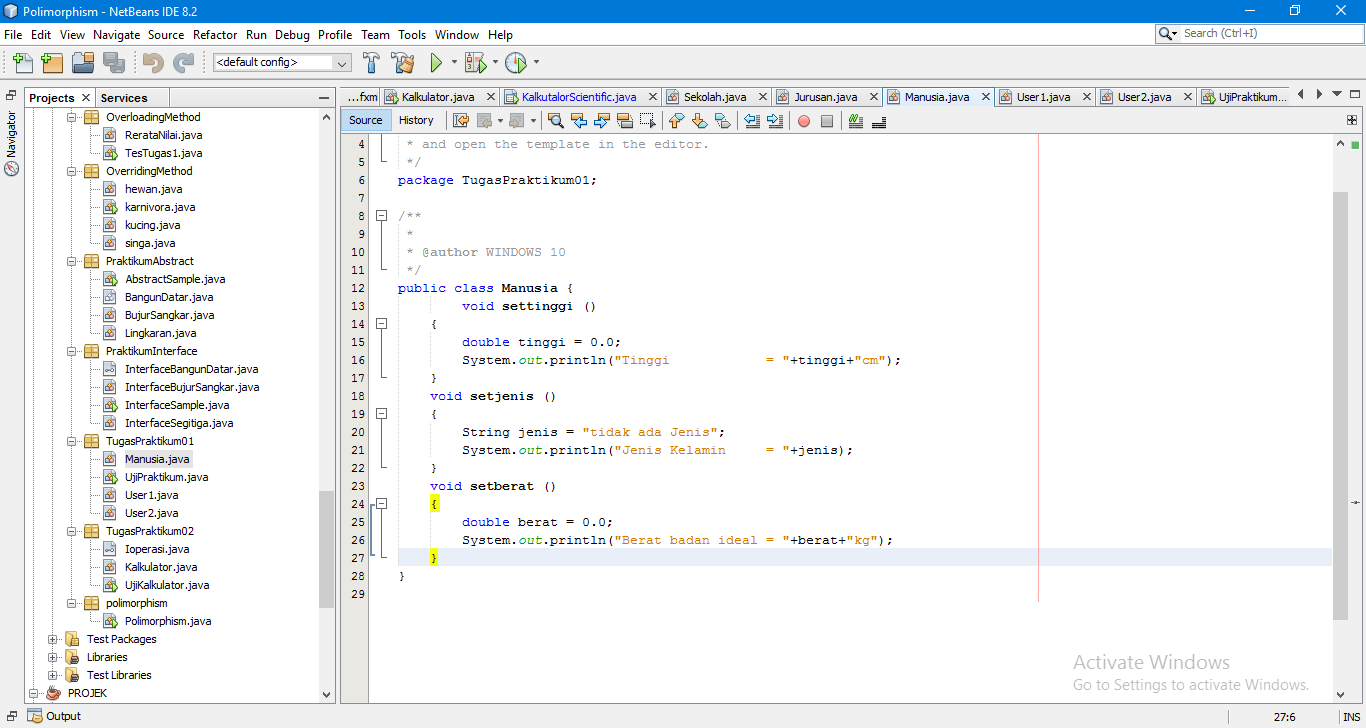 Polimorphism - NetBeans IDE 8.2
File Edit View Navigate Source Refactor Run Debug Profile Team Tools Window Help
Search (Ctrl+I)
<default config>
Projects
Services
Navigator
OverloadingMethod
RerataNilai.java
TesTugas1.java
OverridingMethod
hewan.java
karnivora.java
kucing.java
singa.java
PraktikumAbstract
AbstractSample.java
BangunDatar.java
BujurSangkar.java
Lingkaran.java
PraktikumInterface
InterfaceBangunDatar.java
InterfaceBujurSangkar.java
InterfaceSample.java
InterfaceSegitiga.java
TugasPraktikum01
Manusia.java
UjiPraktikum.java
User1.java
User2.java
TugasPraktikum02
Ioperasi.java
Kalkulator.java
UjiKalkulator.java
polimorphism
Polimorphism.java
Test Packages
Libraries
Test Libraries
PROJEK
...fxm Kalkulator.java KalkutalorScientific.java Sekolah.java Jurusan.java Manusia.java User1.java User2.java UjiPraktikum...
Source History
4 * and open the template in the editor.
5 */
6 package TugasPraktikum01;
7
8 /**
9 *
10 * @author WINDOWS 10
11 */
12 public class Manusia {
13 void settinggi ()
14 {
15 double tinggi = 0.0;
16 System.out.println("Tinggi            = "+tinggi+"cm");
17 }
18 void setjenis ()
19 {
20 String jenis = "tidak ada Jenis";
21 System.out.println("Jenis Kelamin     = "+jenis);
22 }
23 void setberat ()
24 {
25 double berat = 0.0;
26 System.out.println("Berat badan ideal = "+berat+"kg");
27 }
28 }
29
Activate Windows
Go to Settings to activate Windows.
Output
27:6
INS